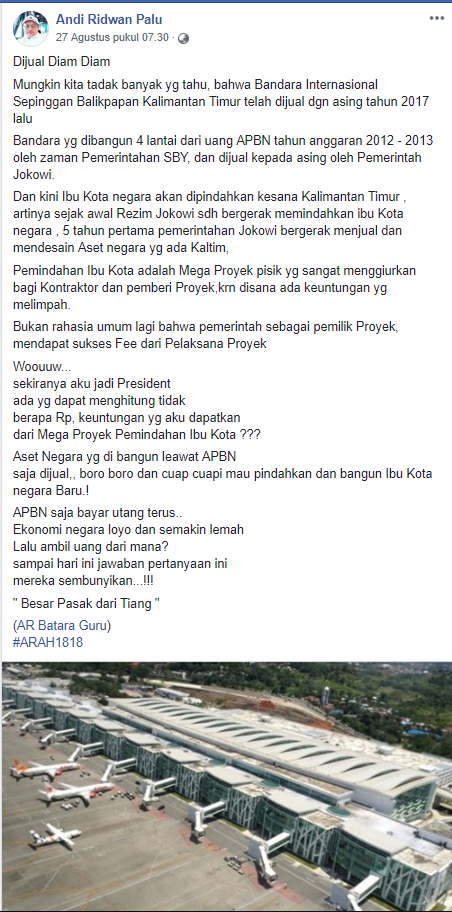 Andi Ridwan Palu
27 Agustus pukul 07.30 ·
Dijual Diam Diam
Mungkin kita tadak banyak yg tahu, bahwa Bandara Internasional
Sepinggan Balikpapan Kalimantan Timur telah dijual dgn asing tahun 2017
lalu
Bandara yg dibangun 4 lantai dari uang APBN tahun anggaran 2012 - 2013
oleh zaman Pemerintahan SBY, dan dijual kepada asing oleh Pemerintah
Jokowi.
Dan kini Ibu Kota negara akan dipindahkan kesana Kalimantan Timur ,
artinya sejak awal Rezim Jokowi sdh bergerak memindahkan ibu Kota
negara , 5 tahun pertama pemerintahan Jokowi bergerak menjual dan
mendesain Aset negara yg ada Kaltim,
Pemindahan Ibu Kota adalah Mega Proyek pisik yg sangat menggiurkan
bagi Kontraktor dan pemberi Proyek,krn disana ada keuntungan yg
melimpah.
Bukan rahasia umum lagi bahwa pemerintah sebagai pemilik Proyek,
mendapat sukses Fee dari Pelaksana Proyek
Woouuw...
sekiranya aku jadi President
ada yg dapat menghitung tidak
berapa Rp, keuntungan yg aku dapatkan
dari Mega Proyek Pemindahan Ibu Kota ???
Aset Negara yg di bangun leawat APBN
saja dijual,, boro boro dan cuap cuapi mau pindahkan dan bangun Ibu Kota
negara Baru.!
APBN saja bayar utang terus..
Ekonomi negara loyo dan semakin lemah
Lalu ambil uang dari mana?
sampai hari ini jawaban pertanyaan ini
mereka sembunyikan...!!!
" Besar Pasak dari Tiang "
(AR Batara Guru)
#ARAH1818